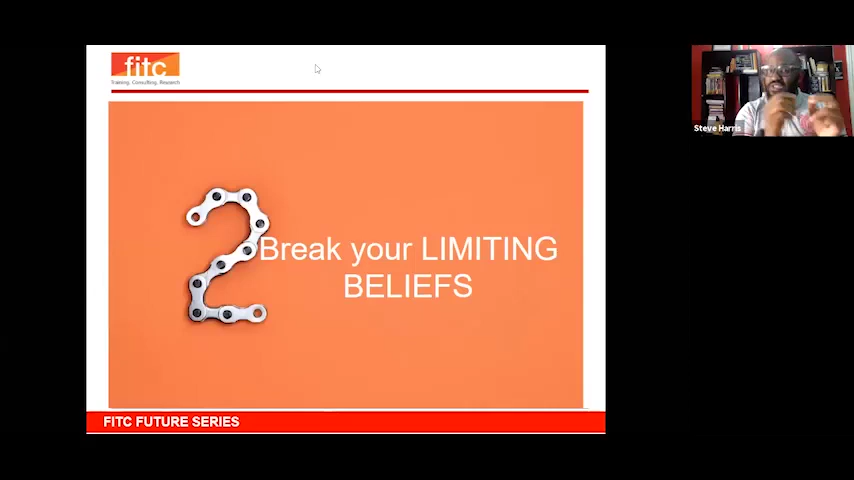 fitc
Training. Consulting. Research
2
Break your LIMITING
BELIEFS
FITC FUTURE SERIES
Steve Harris